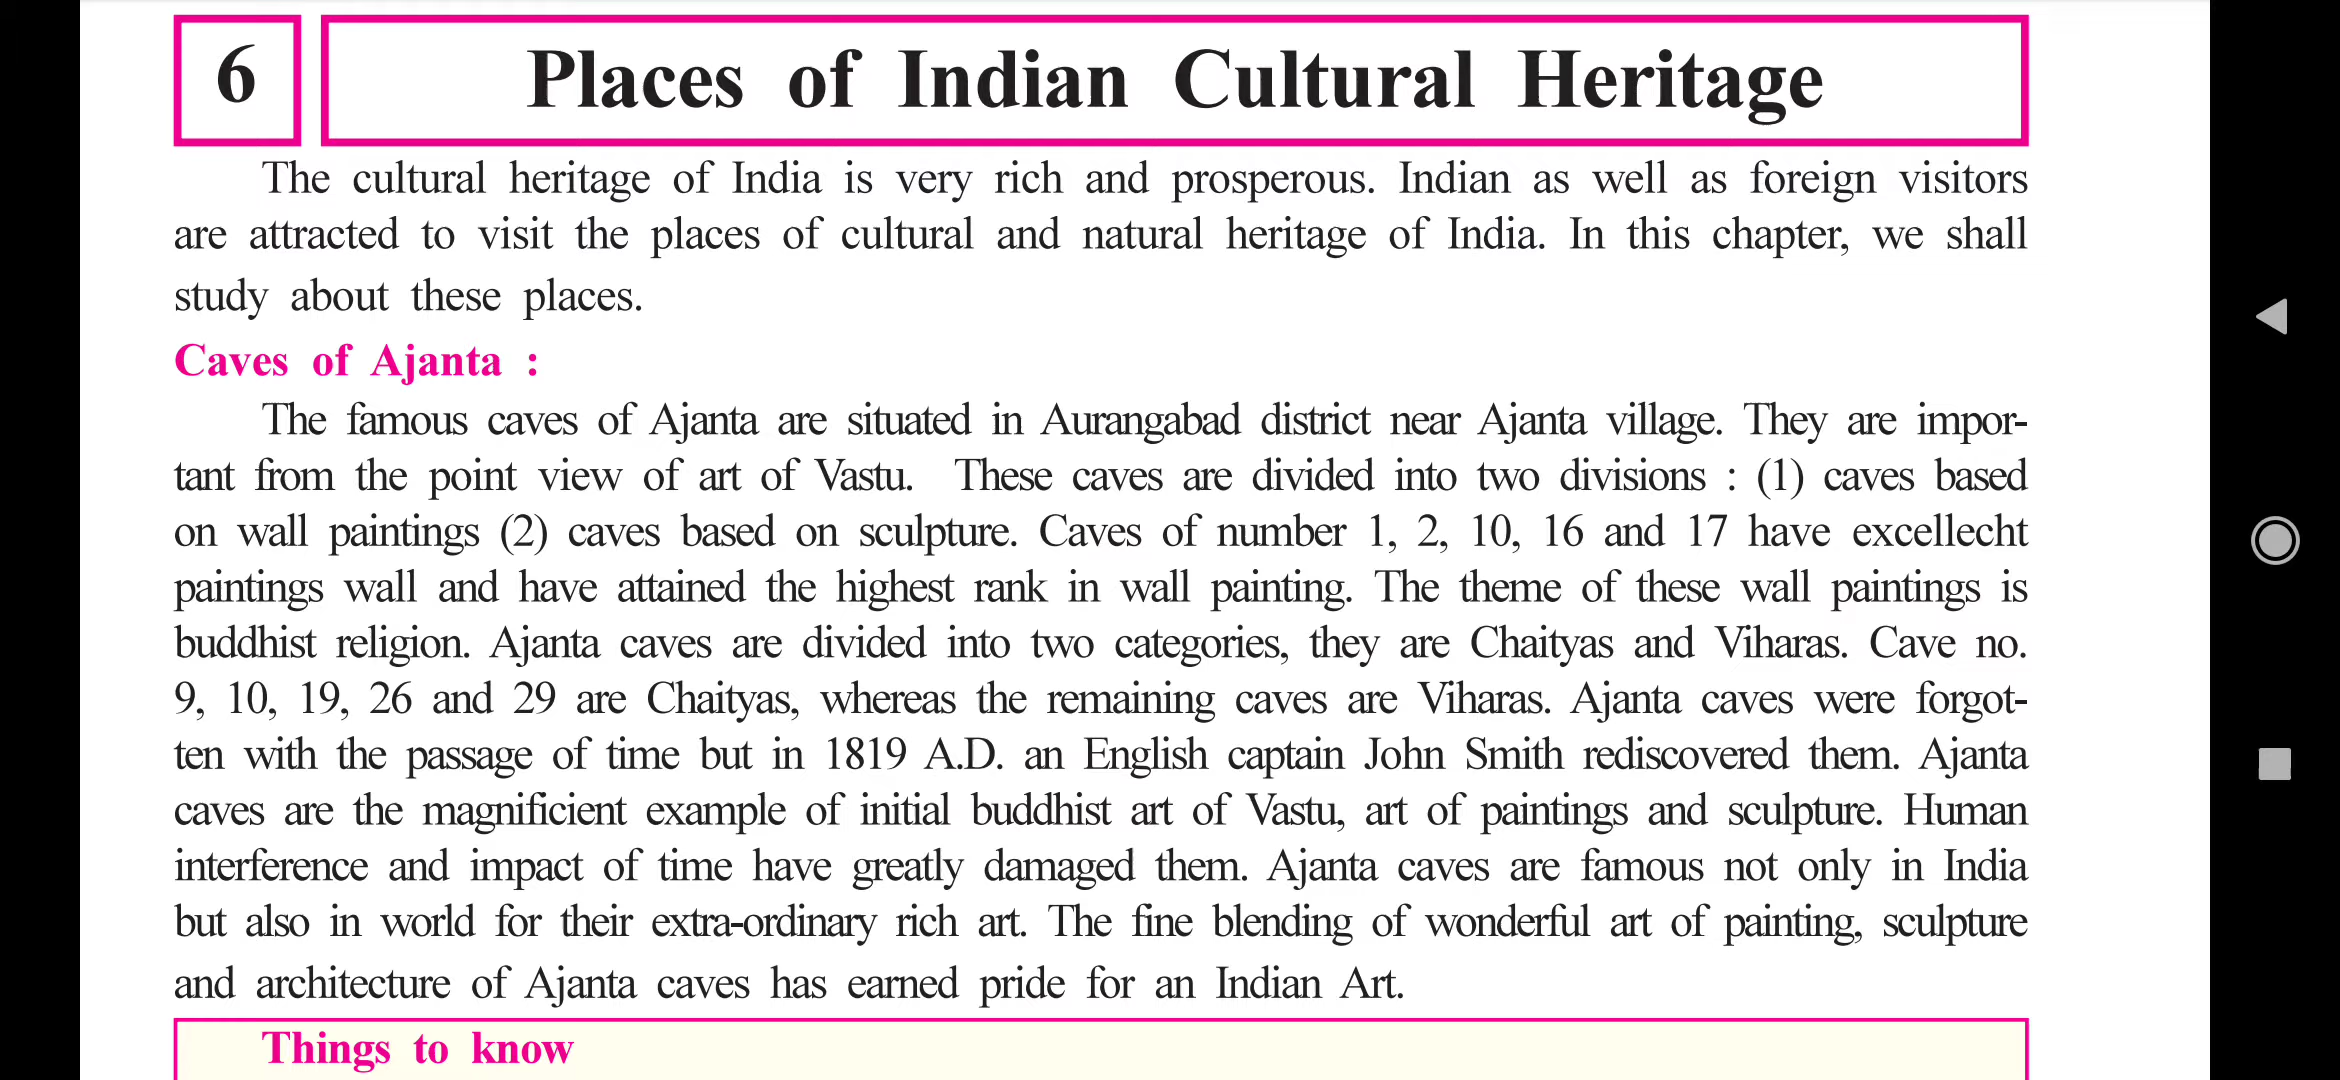 6
Places of Indian Cultural Heritage
The cultural heritage of India is very rich and prosperous. Indian as well as foreign visitors
are attracted to visit the places of cultural and natural heritage of India. In this chapter, we shall
study about these places.
Caves of Ajanta :
The famous caves of Ajanta are situated in Aurangabad district near Ajanta village. They are impor-
tant from the point view of art of Vastu. These caves are divided into two divisions : (1) caves based
on wall paintings (2) caves based on sculpture. Caves of number 1, 2, 10, 16 and 17 have excellecht
paintings wall and have attained the highest rank in wall painting. The theme of these wall paintings is
buddhist religion. Ajanta caves are divided into two categories, they are Chaityas and Viharas. Cave no.
9, 10, 19, 26 and 29 are Chaityas, whereas the remaining caves are Viharas. Ajanta caves were forgot-
ten with the passage of time but in 1819 A.D. an English captain John Smith rediscovered them. Ajanta
caves are the magnificient example of initial buddhist art of Vastu, art of paintings and sculpture. Human
interference and impact of time have greatly damaged them. Ajanta caves are famous not only in India
but also in world for their extra-ordinary rich art. The fine blending of wonderful art of painting, sculpture
and architecture of Ajanta caves has earned pride for an Indian Art.
Things to know